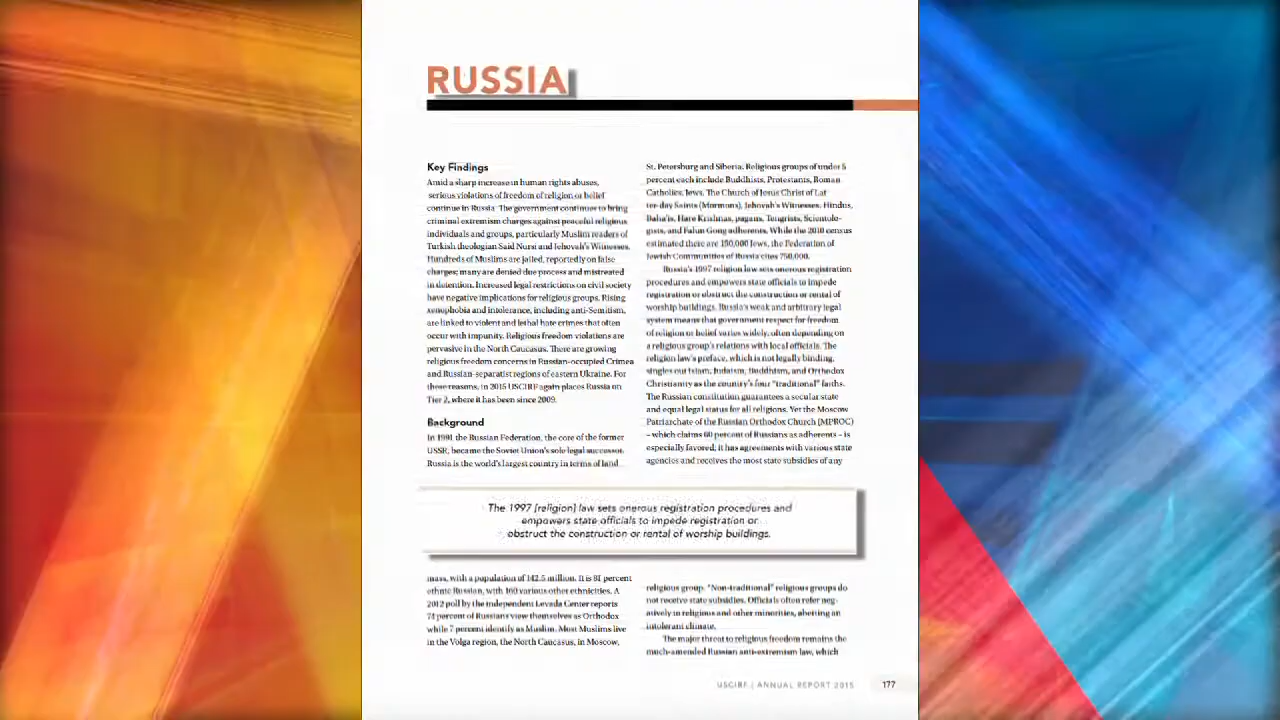 RUSSIA
Key Findings
Amid a sharp increase in human rights abuses,
serious violations of freedom of religion or belief
continue in Russia. The government continues to bring
criminal extremism charges against peaceful religious
individuals and groups, particularly Muslim readers of
Turkish theologian Said Nursi and Jehovah's Witnesses.
Hundreds of Muslims are jailed, reportedly on false
charges; many are denied due process and mistreated
in detention. Increased legal restrictions on civil society
have negative implications for religious groups. Rising
xenophobia and intolerance, including anti-Semitism,
are linked to violent and lethal hate crimes that often
occur with impunity. Religious freedom violations are
pervasive in the North Caucasus. There are growing
religious freedom concerns in Russian-occupied Crimea
and Russian-separatist regions of eastern Ukraine. For
these reasons, in 2015 USCIRF again places Russia on
Tier 2, where it has been since 2009.
Background
In 1991 the Russian Federation, the core of the former
USSR, became the Soviet Union's sole legal successor.
Russia is the world's largest country in terms of land
St. Petersburg and Siberia. Religious groups of under 5
percent each include Buddhists, Protestants, Roman
Catholics, Jews, The Church of Jesus Christ of Lat
ter-day Saints (Mormons), Jehovah's Witnesses, Hindus,
Baha'is, Hare Krishnas, pagans, Tengrists, Scientolo-
gists, and Falun Gong adherents. While the 2010 census
estimated there are 150,000 Jews, the Federation of
Jewish Communities of Russia cites 750,000.
Russia's 1997 religion law sets onerous registration
procedures and empowers state officials to impede
registration or obstruct the construction or rental of
worship buildings. Russia's weak and arbitrary legal
system means that government respect for freedom
of religion or belief varies widely, often depending on
a religious group's relations with local officials. The
religion law's preface, which is not legally binding,
singles out Islam, Judaism, Buddhism, and Orthodox
Christianity as the country's four "traditional" faiths.
The Russian constitution guarantees a secular state
and equal legal status for all religions. Yet the Moscow
Patriarchate of the Russian Orthodox Church (MPROC)
– which claims 60 percent of Russians as adherents – is
especially favored; it has agreements with various state
agencies and receives the most state subsidies of any
The 1997 [religion] law sets onerous registration procedures and
empowers state officials to impede registration or
obstruct the construction or rental of worship buildings.
mass, with a population of 142.5 million. It is 81 percent
ethnic Russian, with 160 various other ethnicities. A
2012 poll by the independent Levada Center reports
74 percent of Russians view themselves as Orthodox
while 7 percent identify as Muslim. Most Muslims live
in the Volga region, the North Caucasus, in Moscow,
religious group. "Non-traditional" religious groups do
not receive state subsidies. Officials often refer neg-
atively to religious and other minorities, abetting an
intolerant climate.
The major threat to religious freedom remains the
much-amended Russian anti-extremism law, which
USCIRF | ANNUAL REPORT 2015 177